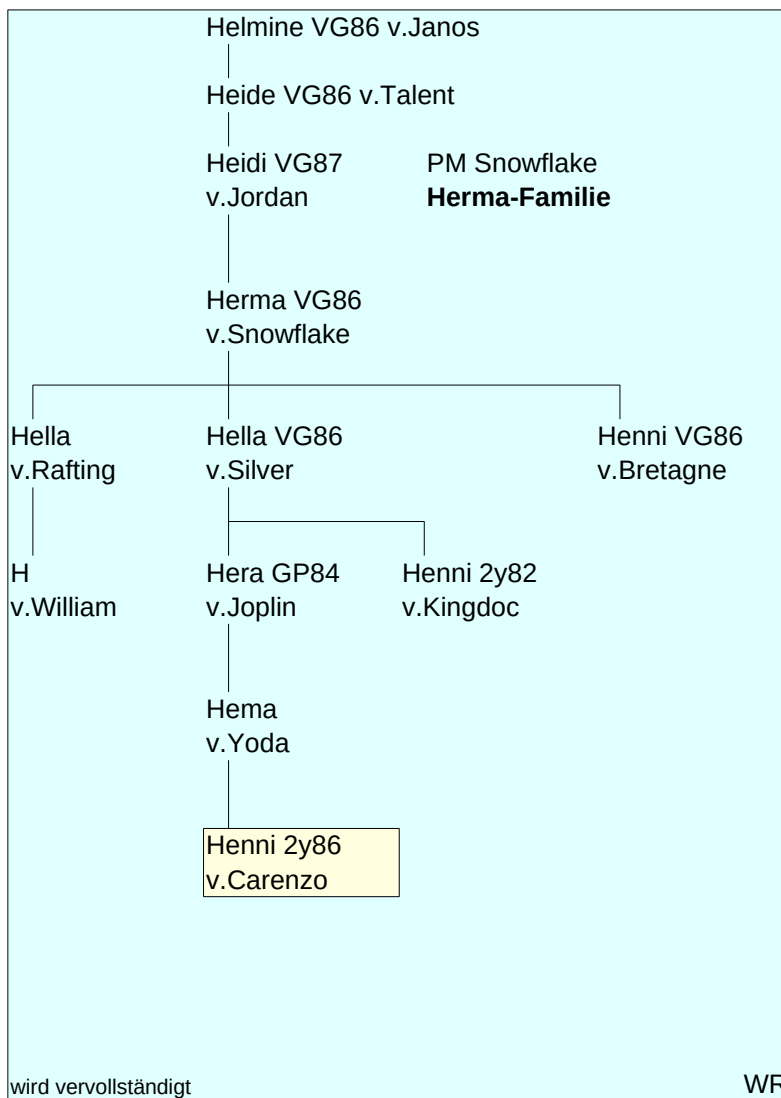 Helmine VG86 v.Janos
Heide VG86 v.Talent
Heidi VG87 PM Snowflake
v.Jordan Herma-Familie
Herma VG86
v.Snowflake
Hella Hella VG86 Henni VG86
v.Rafting v.Silver v.Bretagne
H Hera GP84 Henni 2y82
v.William v.Joplin v.Kingdoc
Hema
v.Yoda
Henni 2y86
v.Carenzo
wird vervollständigt WR